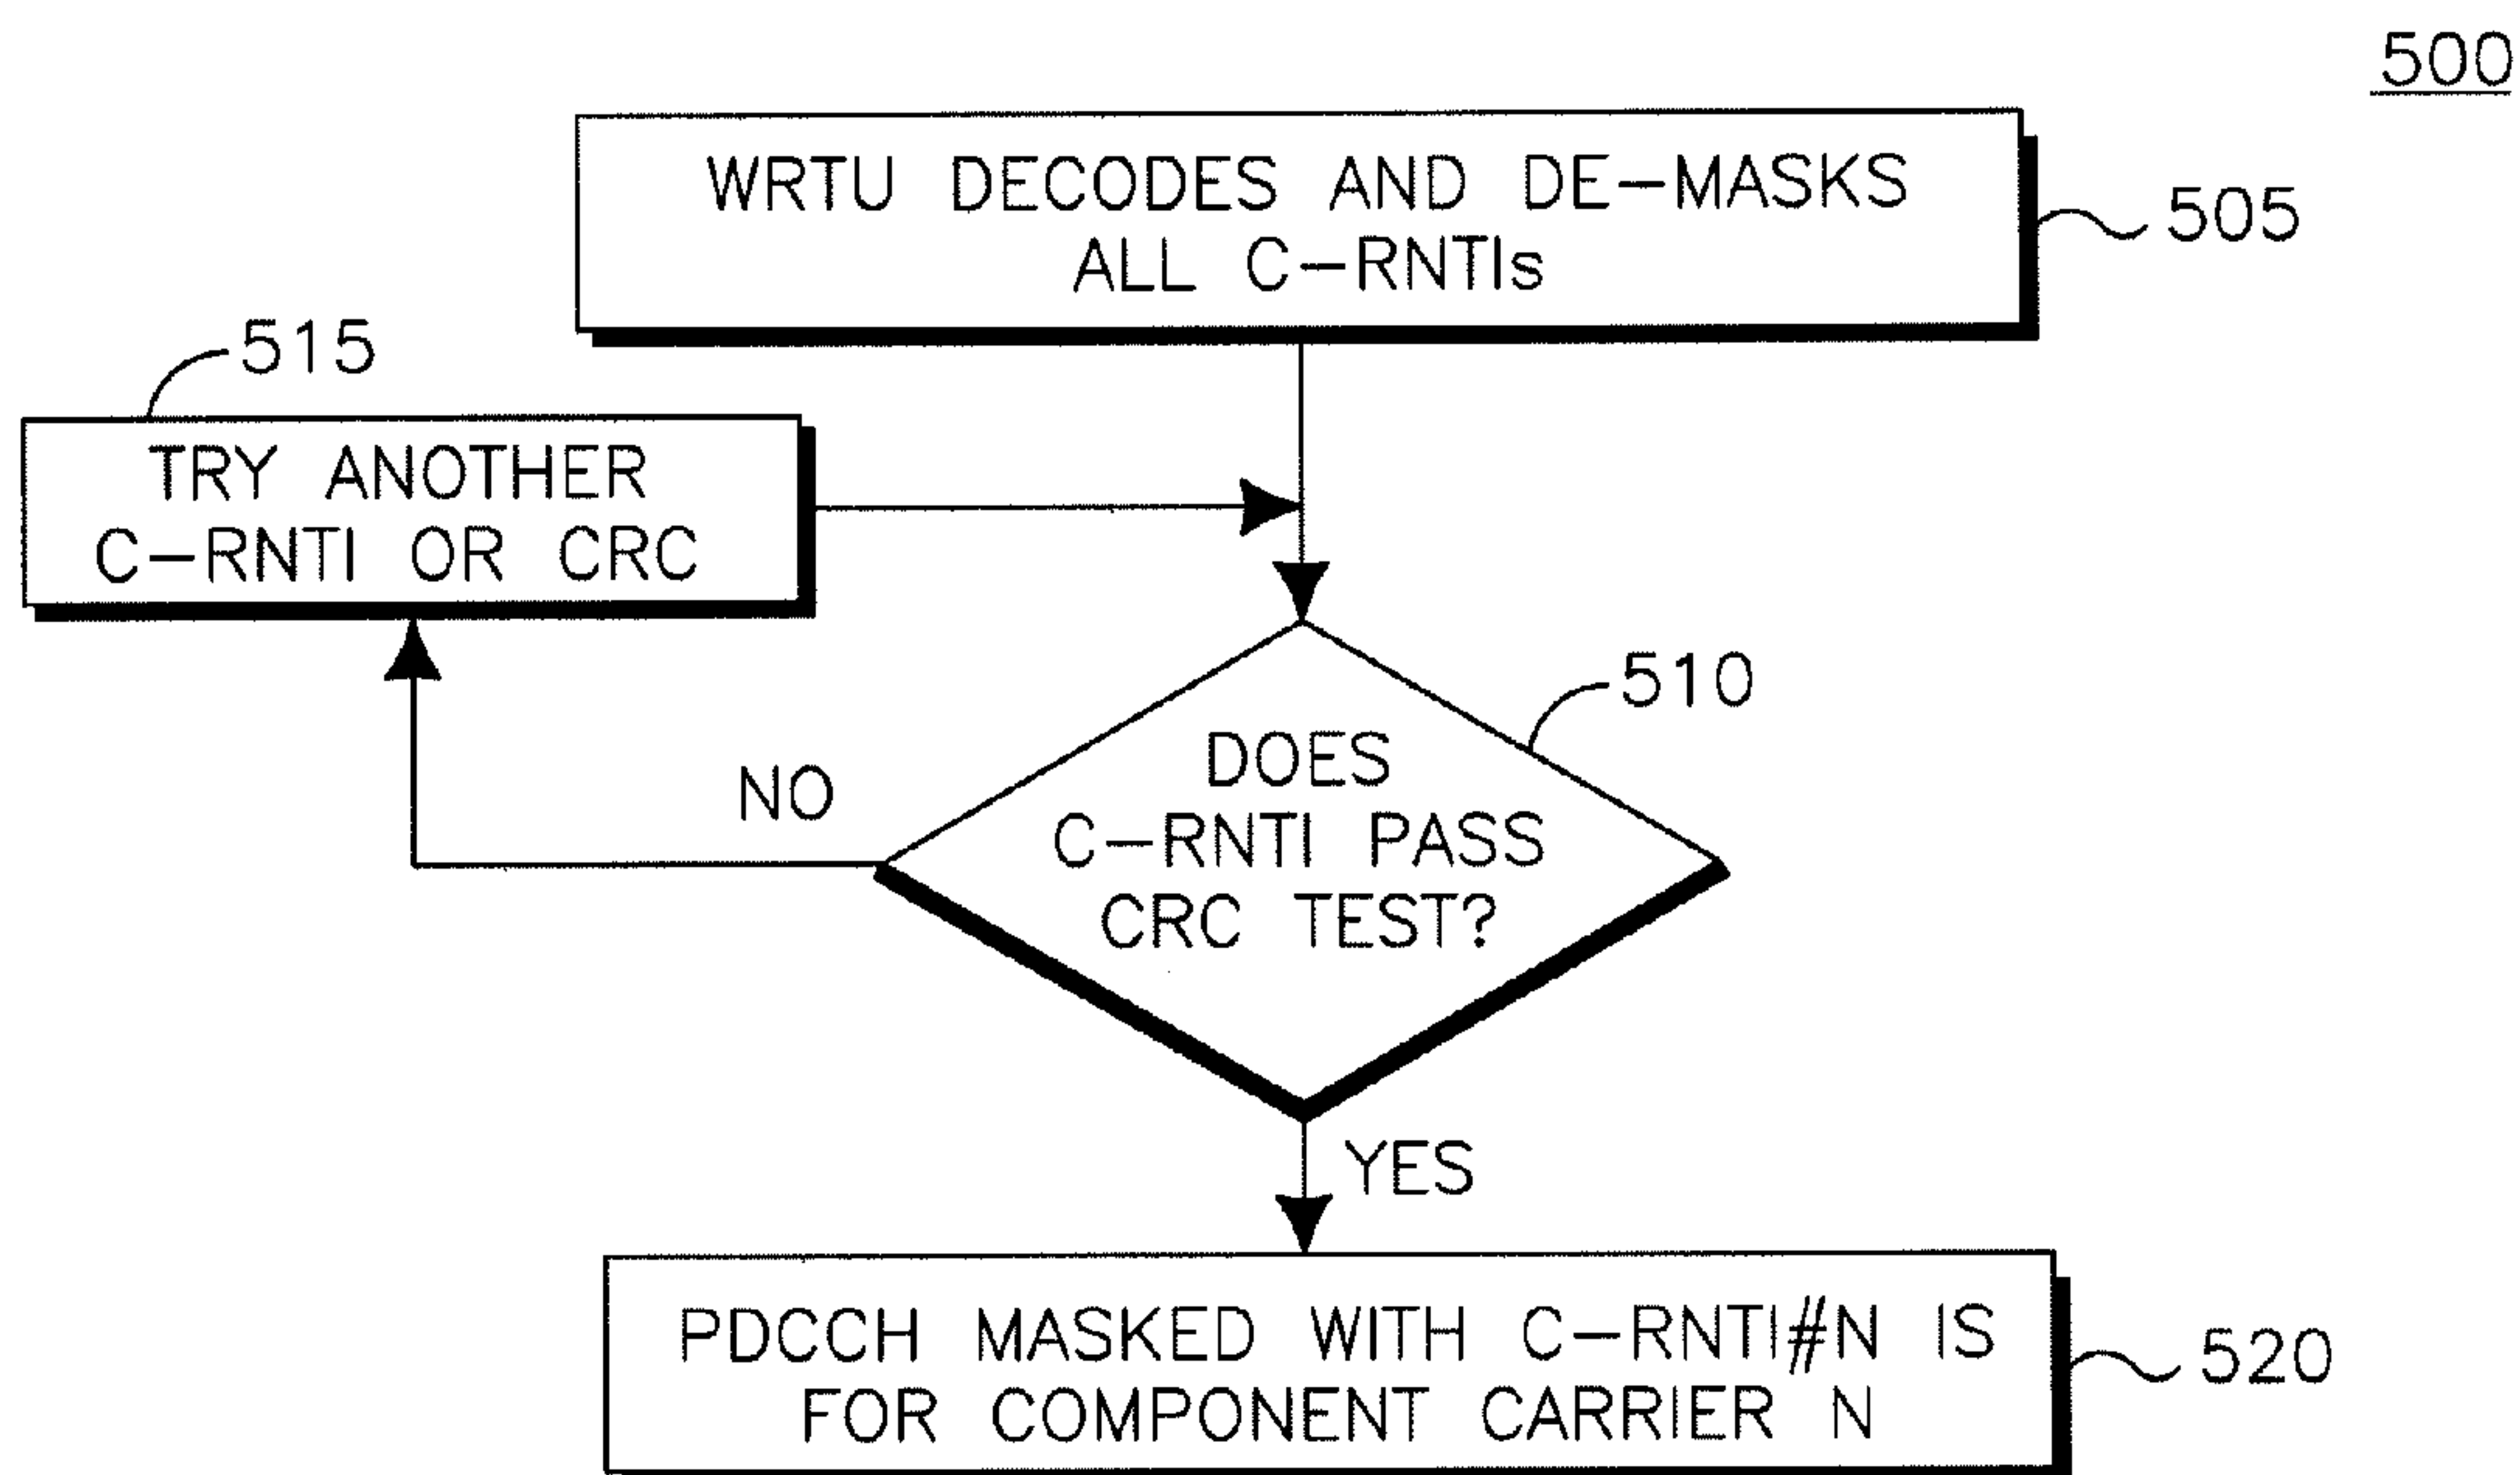 500
WRTU DECODES AND DE-MASKS
ALL C-RNTIs
505
515
TRY ANOTHER
C-RNTI OR CRC
510
DOES
C-RNTI PASS
CRC TEST?
NO
YES
PDCCH MASKED WITH C-RNTI#N IS
FOR COMPONENT CARRIER N
520